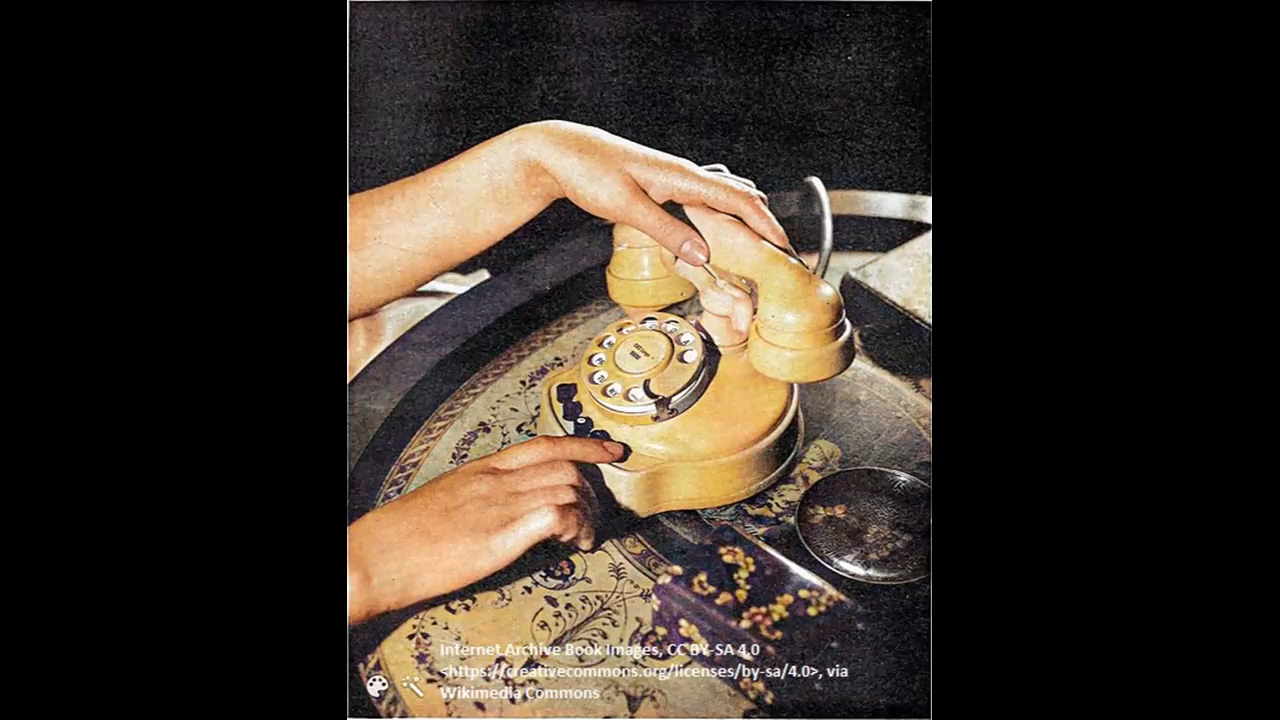 Internet Archive Book Images, CC BY-SA 4.0
<https://creativecommons.org/licenses/by-sa/4.0>, via
Wikimedia Commons